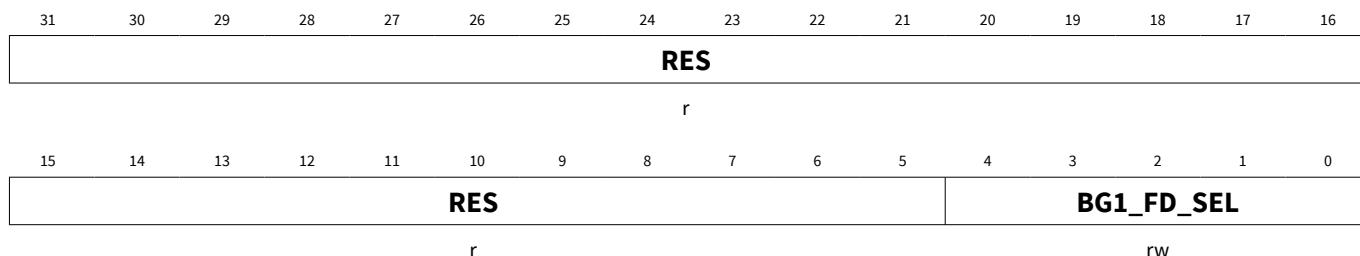 31 30 29 28 27 26 25 24 23 22 21 20 19 18 17 16
RES
r
15 14 13 12 11 10 9 8 7 6 5 4 3 2 1 0
RES BG1_FD_SEL
r rw